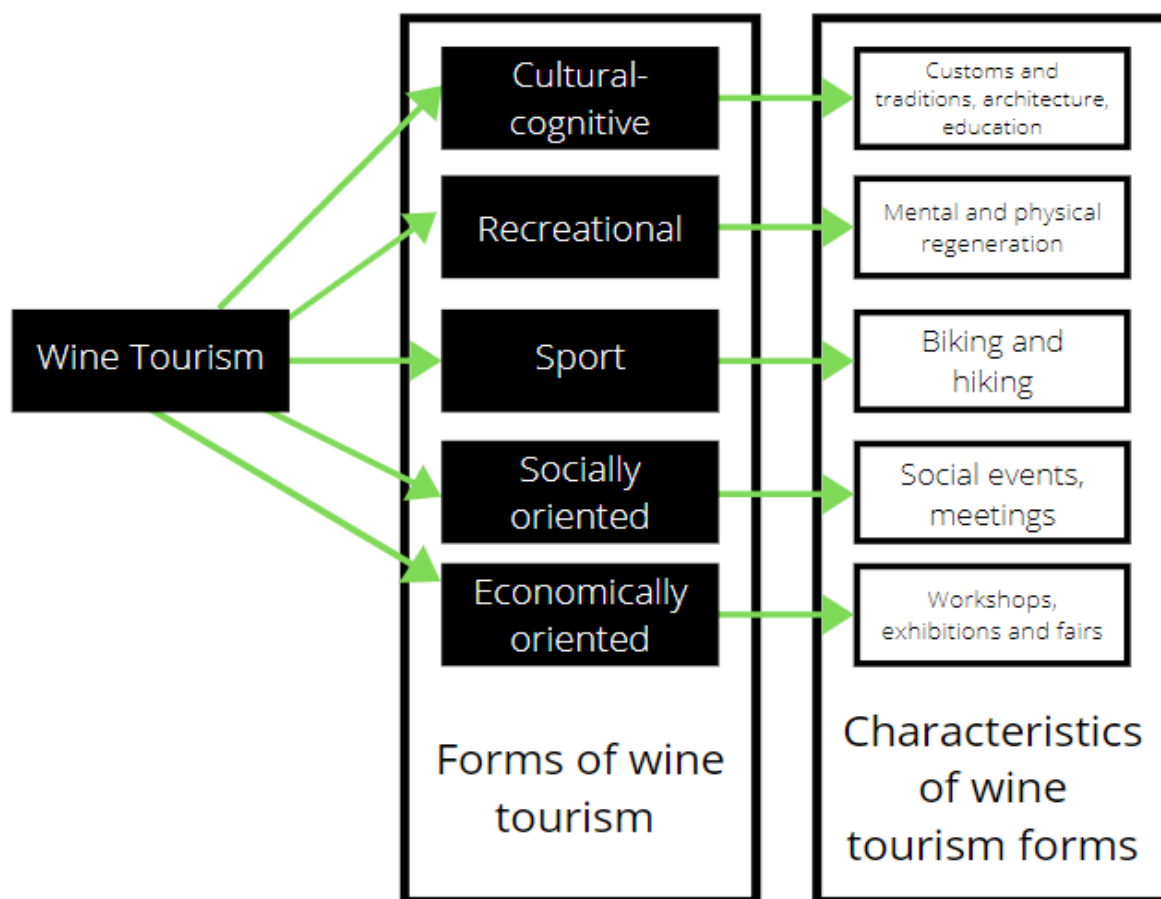 Wine Tourism
Cultural-
cognitive
Recreational
Sport
Socially
oriented
Economically
oriented
Forms of wine
tourism
Customs and
traditions, architecture,
education
Mental and physical
regeneration
Biking and
hiking
Social events,
meetings
Workshops,
exhibitions and fairs
Characteristics
of wine
tourism forms